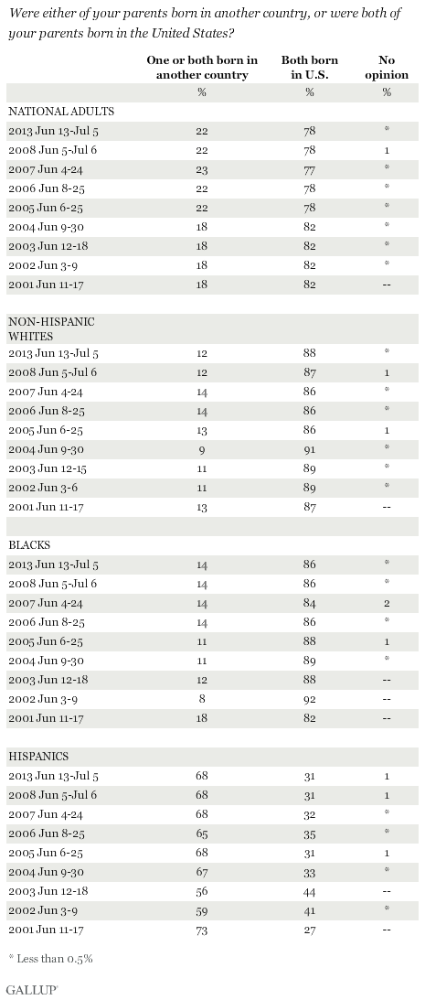 Were either of your parents born in another country, or were both of
your parents born in the United States?
One or both born in another country Both born in U.S. No opinion
% % %
NATIONAL ADULTS
2013 Jun 13-Jul 5 22 78 *
2008 Jun 5-Jul 6 22 78 1
2007 Jun 4-24 23 77 *
2006 Jun 8-25 22 78 *
2005 Jun 6-25 22 78 *
2004 Jun 9-30 18 82 *
2003 Jun 12-18 18 82 *
2002 Jun 3-9 18 82 *
2001 Jun 11-17 18 82 --
NON-HISPANIC
WHITES
2013 Jun 13-Jul 5 12 88 *
2008 Jun 5-Jul 6 12 87 1
2007 Jun 4-24 14 86 *
2006 Jun 8-25 14 86 *
2005 Jun 6-25 13 86 1
2004 Jun 9-30 9 91 *
2003 Jun 12-15 11 89 *
2002 Jun 3-6 11 89 *
2001 Jun 11-17 13 87 --
BLACKS
2013 Jun 13-Jul 5 14 86 *
2008 Jun 5-Jul 6 14 86 *
2007 Jun 4-24 14 84 2
2006 Jun 8-25 14 86 *
2005 Jun 6-25 11 88 1
2004 Jun 9-30 11 89 *
2003 Jun 12-18 12 88 --
2002 Jun 3-9 8 92 --
2001 Jun 11-17 18 82 --
HISPANICS
2013 Jun 13-Jul 5 68 31 1
2008 Jun 5-Jul 6 68 31 1
2007 Jun 4-24 68 32 *
2006 Jun 8-25 65 35 *
2005 Jun 6-25 68 31 1
2004 Jun 9-30 67 33 *
2003 Jun 12-18 56 44 --
2002 Jun 3-9 59 41 *
2001 Jun 11-17 73 27 --
* Less than 0.5%
GALLUP